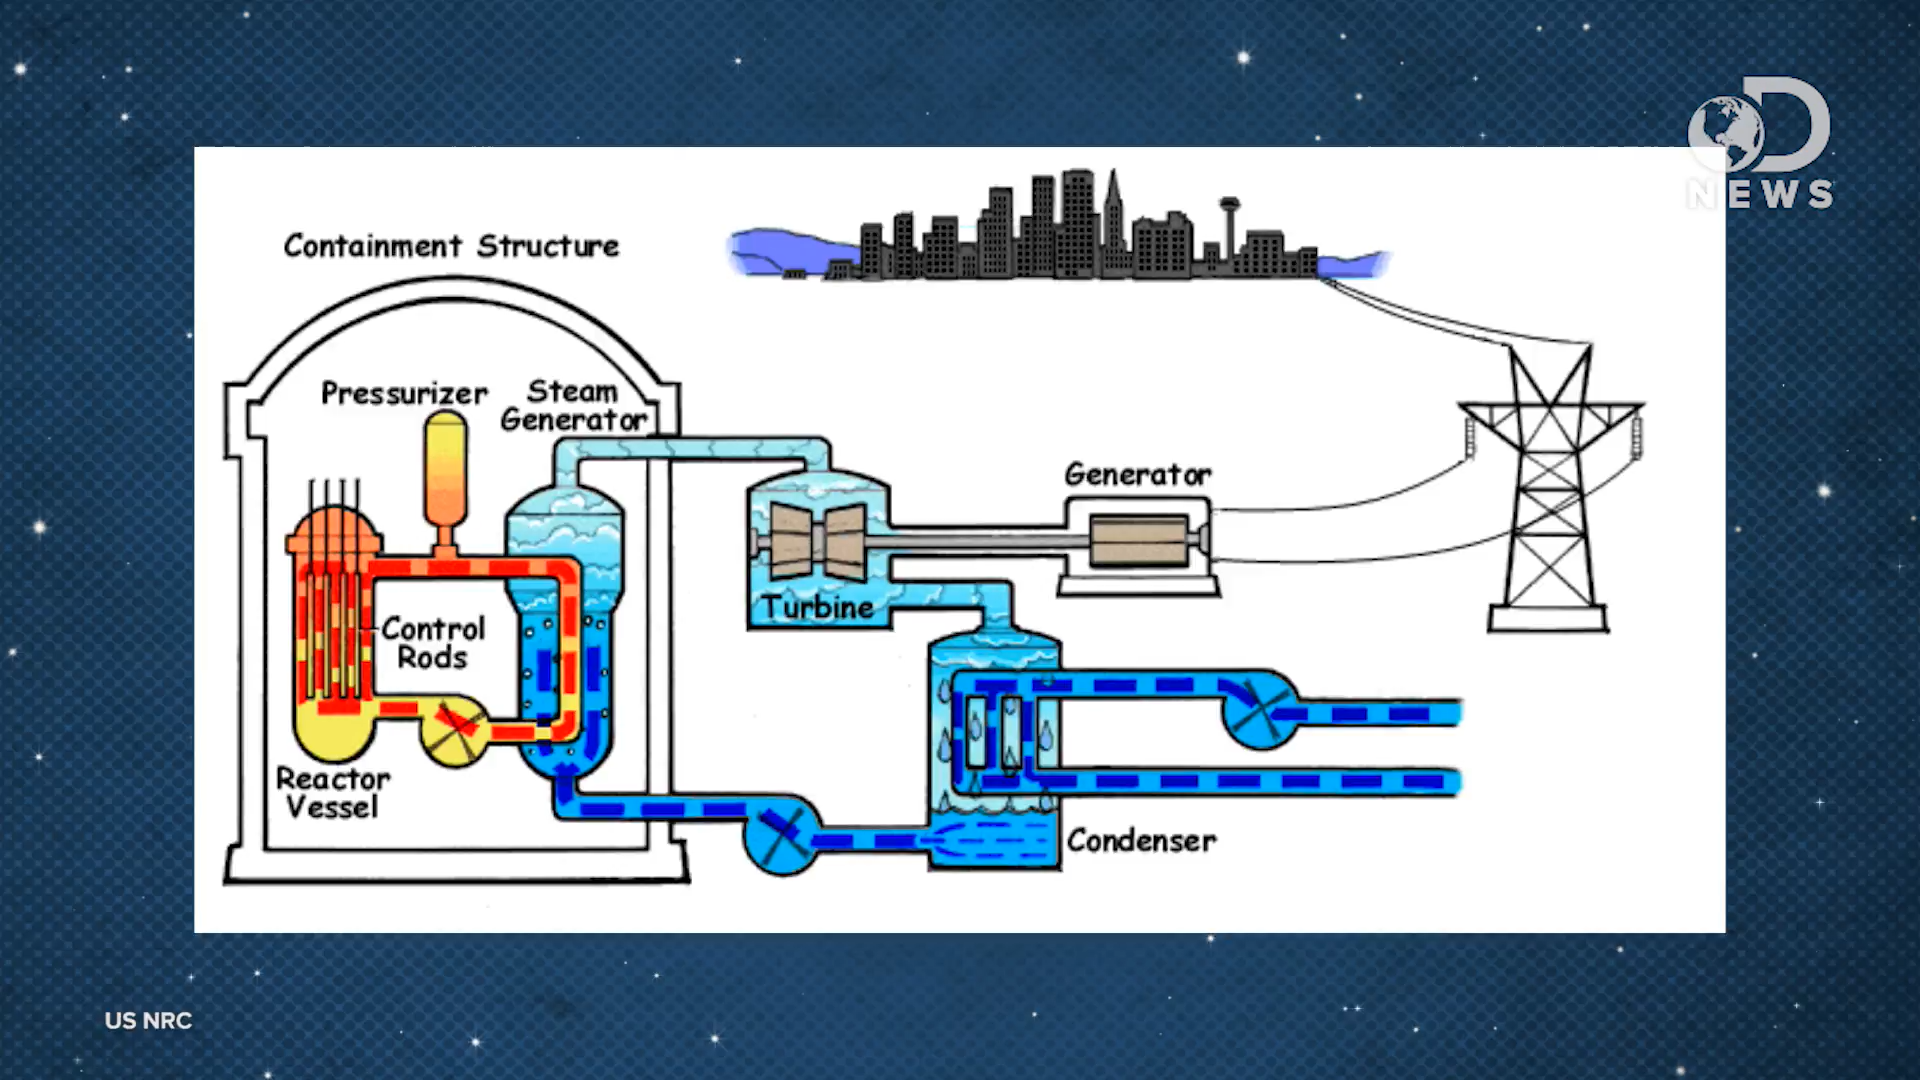 NEWS
Containment Structure
Pressurizer
Steam
Generator
Generator
Turbine
Control
Rods
Reactor
Vessel
Condenser
US NRC